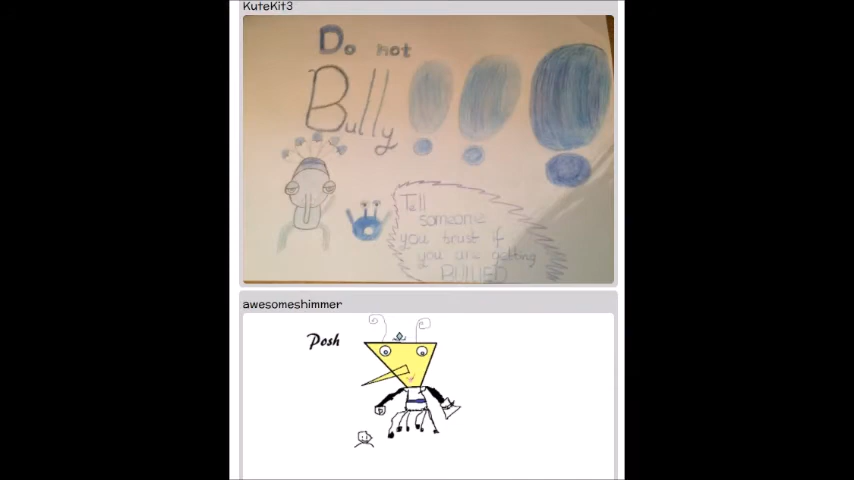 KuteKit3
Do not
Bully
Tell
someone
you trust if
you are getting
BULLIED
awesomeshimmer
Posh